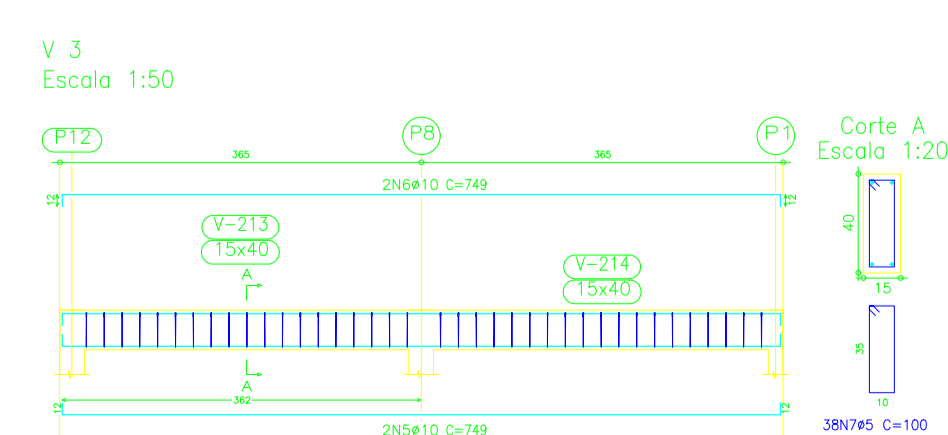 V 3
Escala 1:50
P12
P8
P1
365
365
2N6ø10 C=749
12
12
V-213
15x40
V-214
15x40
A
A
362
12
12
2N5ø10 C=749
Corte A
Escala 1:20
40
15
35
10
38N7ø5 C=100